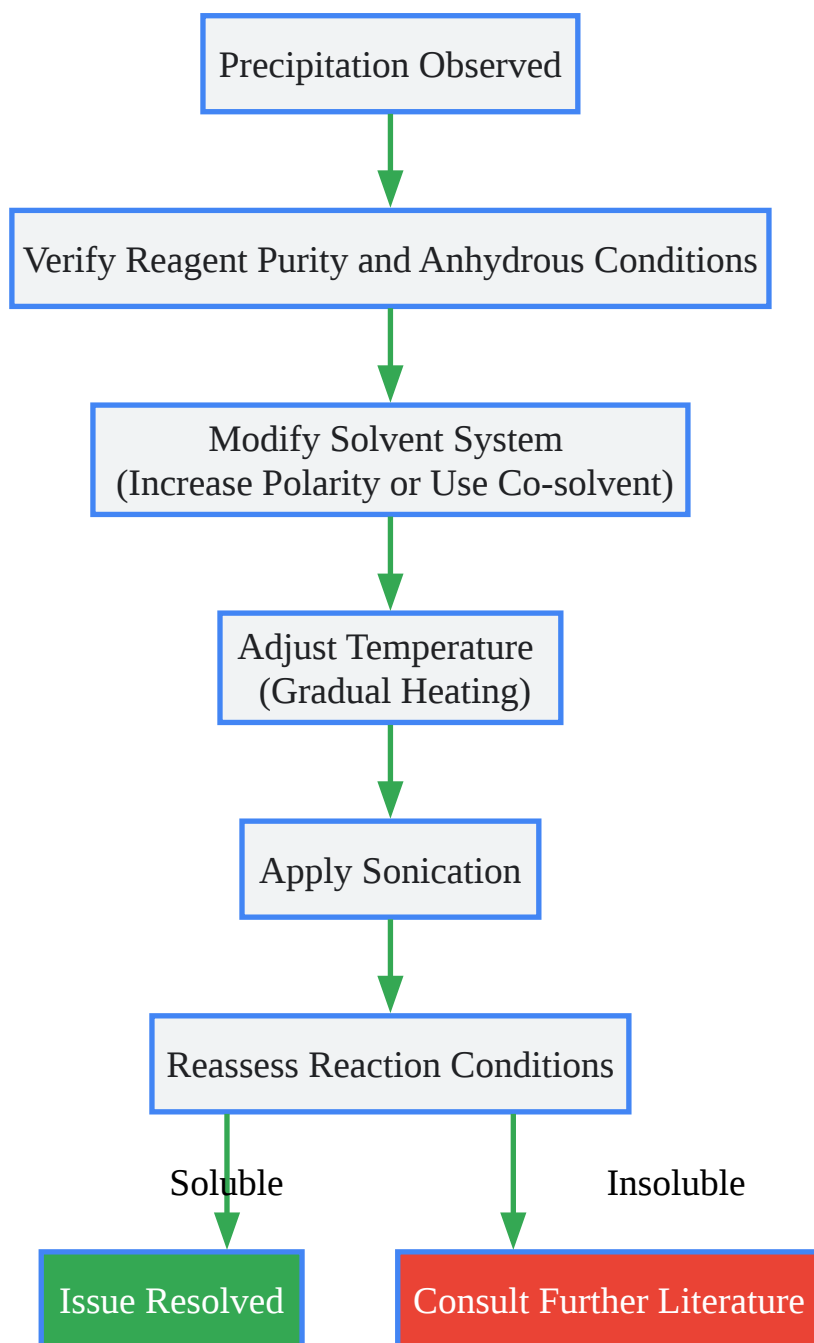 Precipitation Observed
Verify Reagent Purity and Anhydrous Conditions
Modify Solvent System
(Increase Polarity or Use Co-solvent)
Adjust Temperature
(Gradual Heating)
Apply Sonication
Reassess Reaction Conditions
Soluble
Insoluble
Issue Resolved
Consult Further Literature